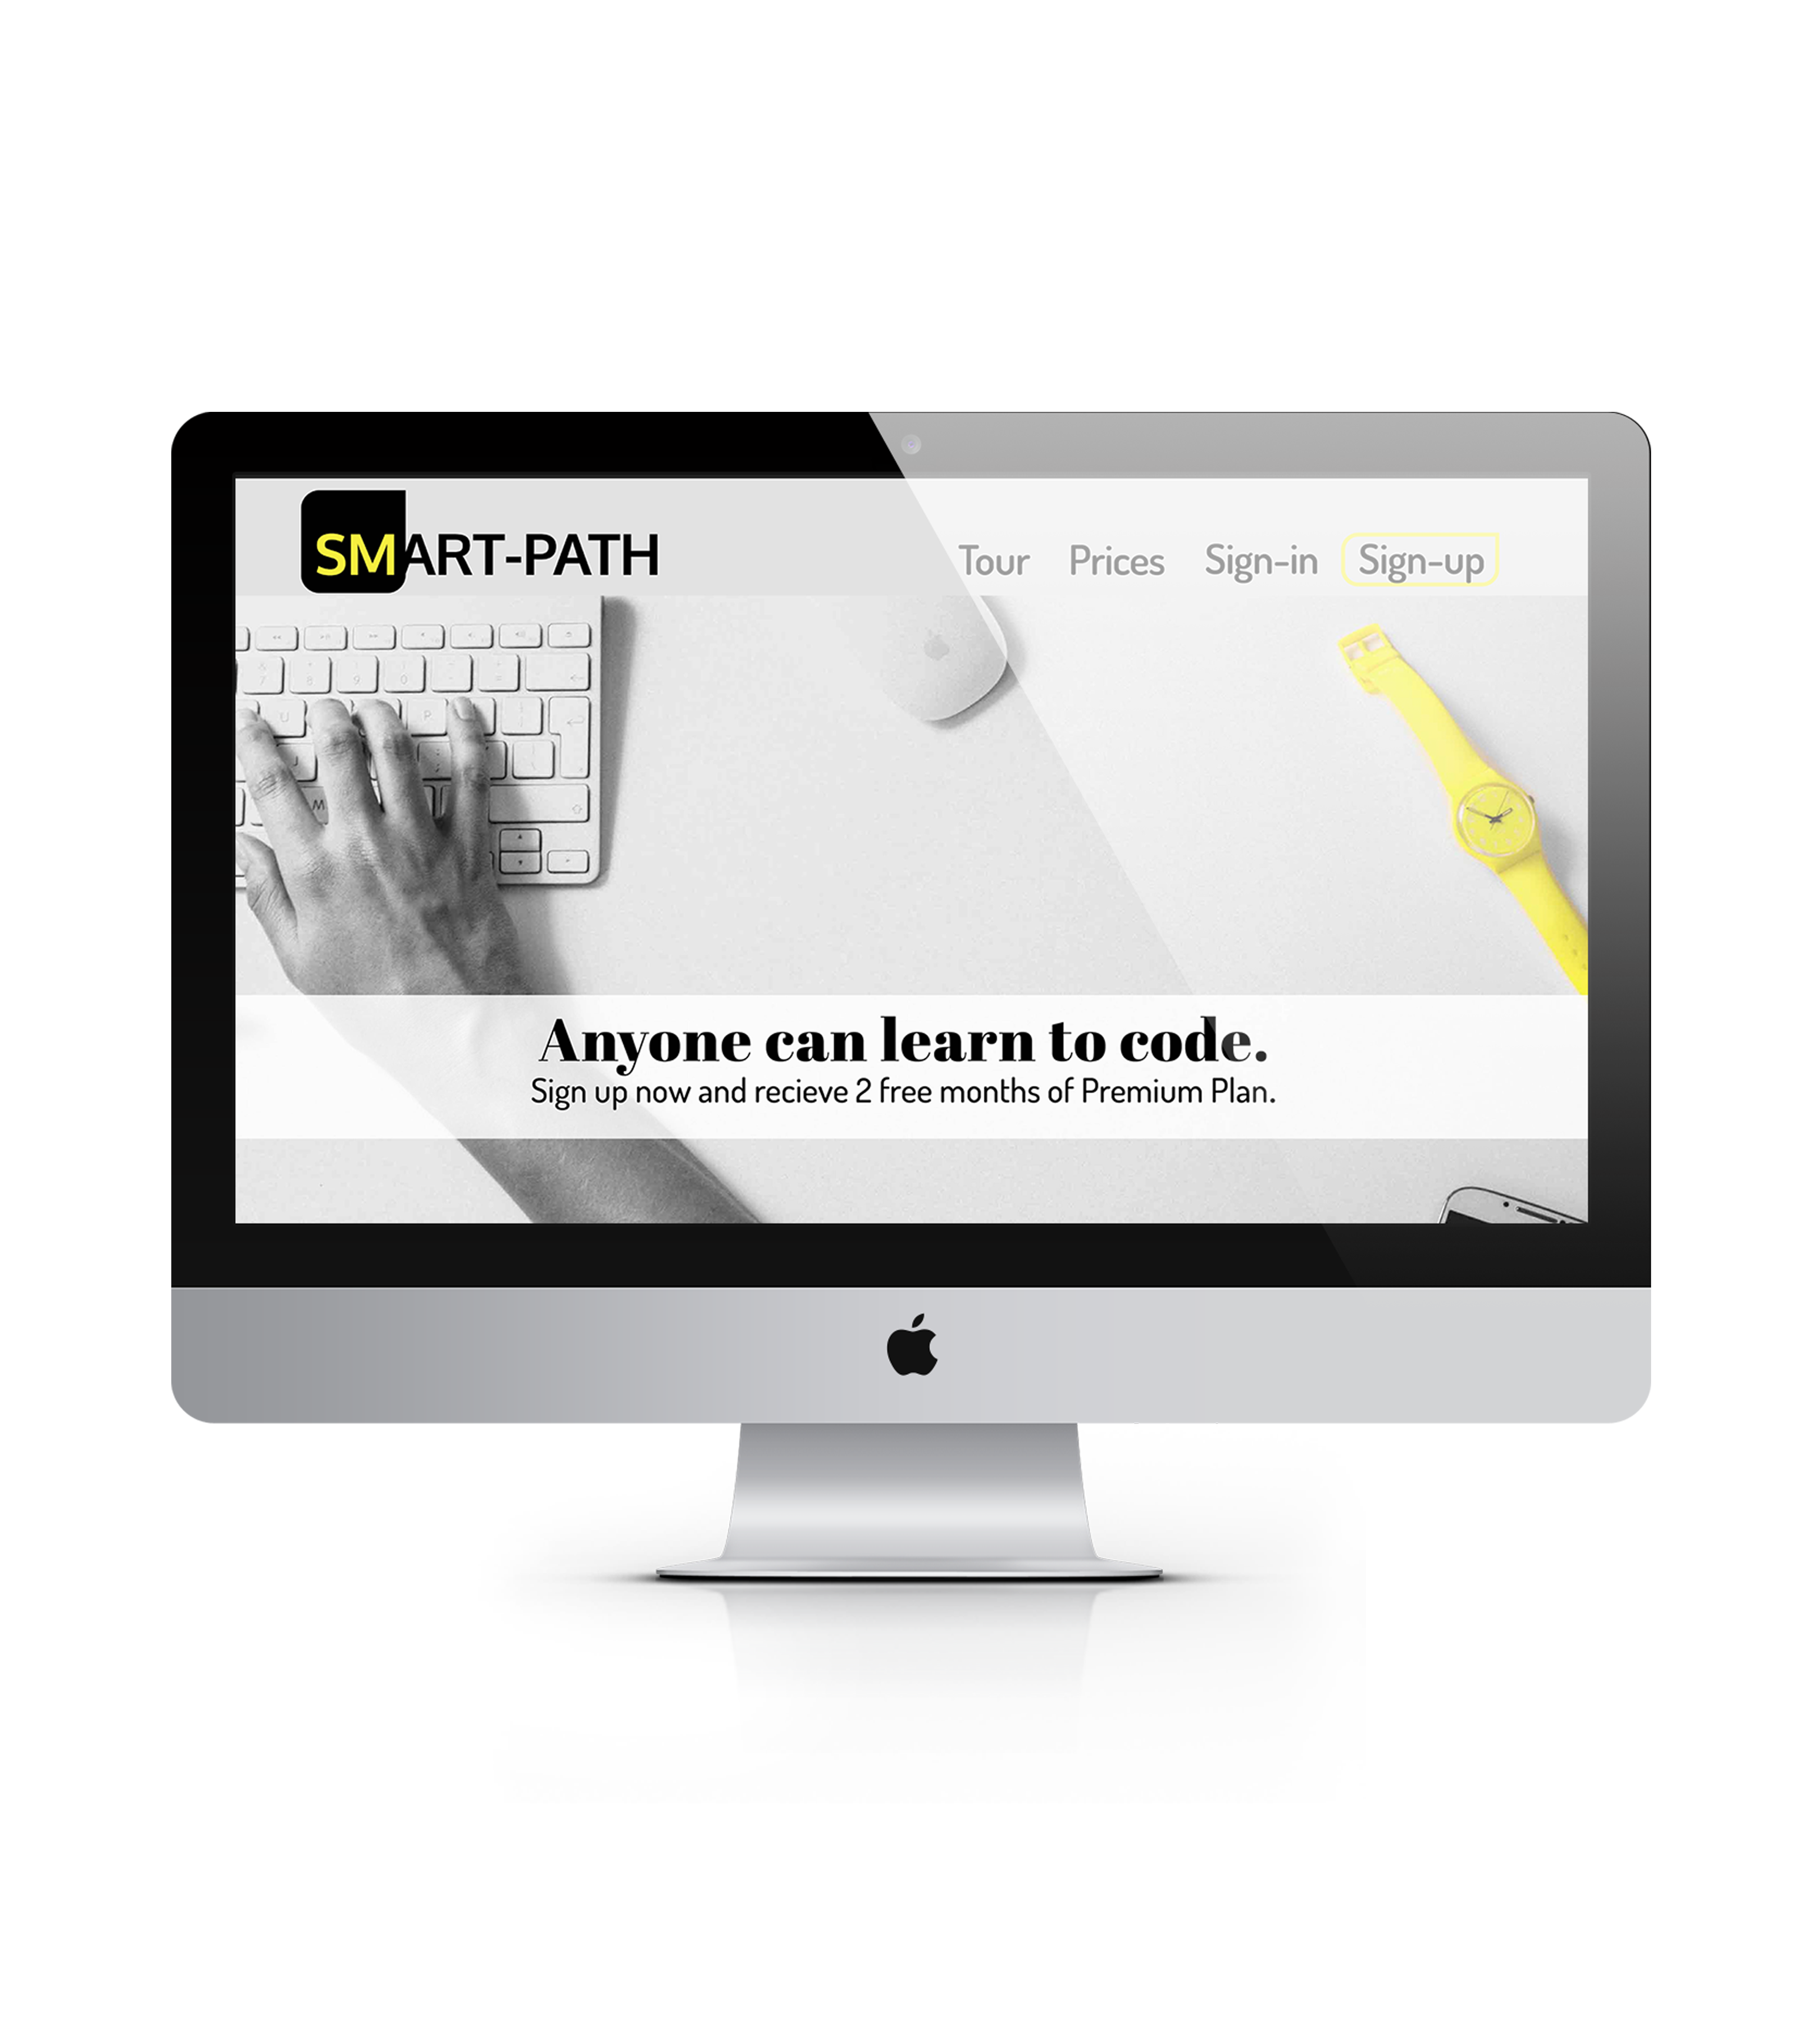 SMART-PATH
Tour Prices Sign-in Sign-up
Anyone can learn to code.
Sign up now and recieve 2 free months of Premium Plan.